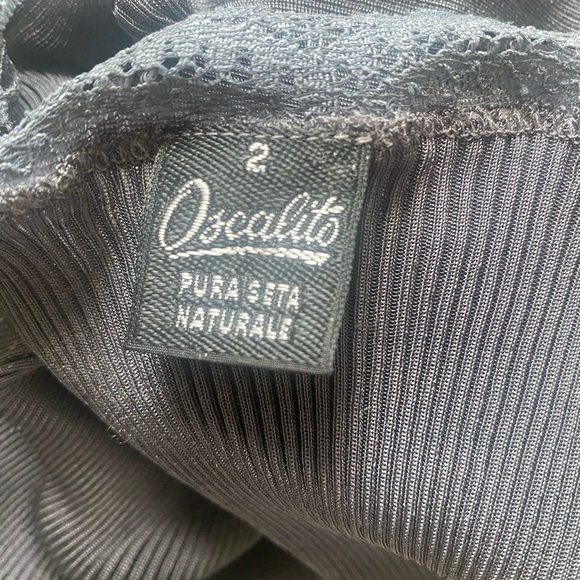 2
Oscalito
PURA SETA
NATURALE